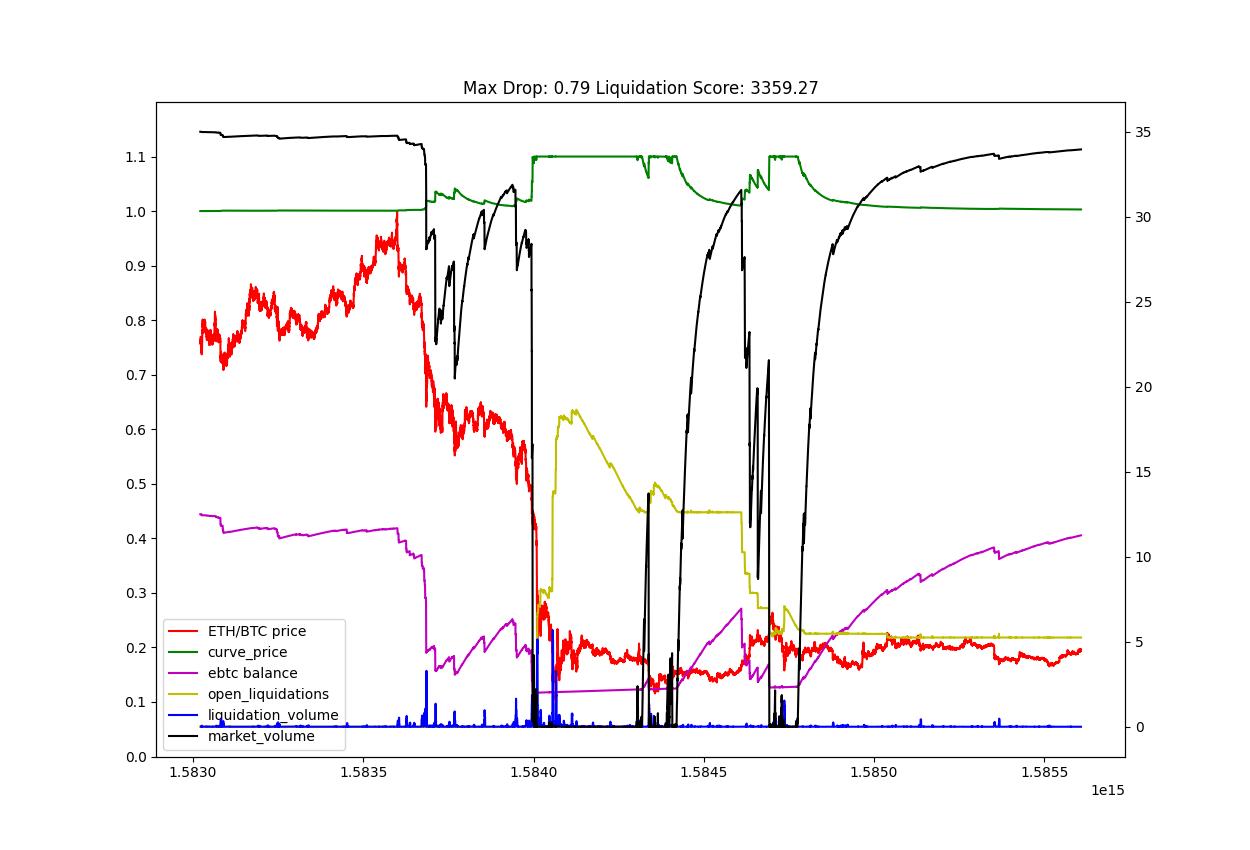 Max Drop: 0.79 Liquidation Score: 3359.27
1.1
1.0
0.9
0.8
0.7
0.6
0.5
0.4
0.3
0.2
0.1
0.0
35
30
25
20
15
10
5
0
ETH/BTC price
curve_price
ebtc balance
open_liquidations
liquidation_volume
market_volume
1.5830 1.5835 1.5840 1.5845 1.5850 1.5855
1e15